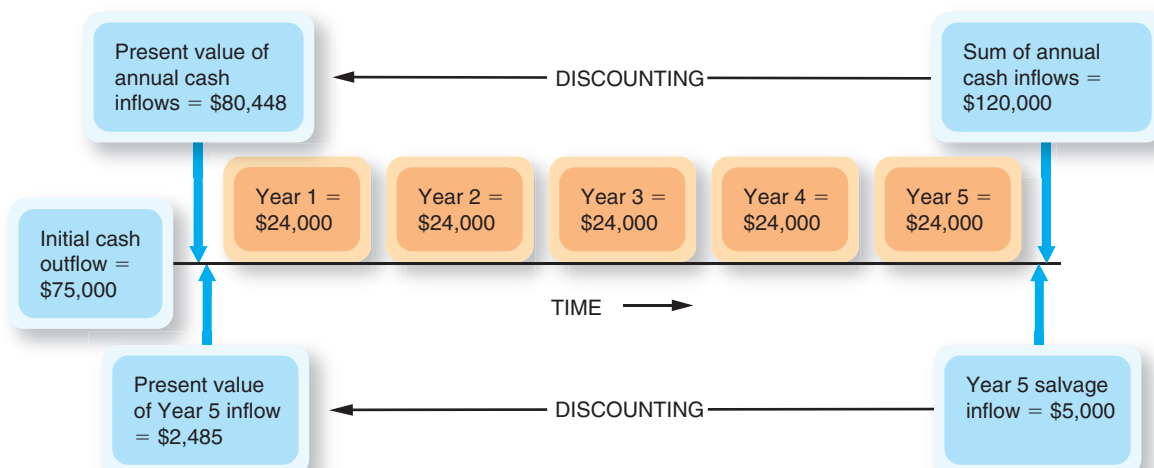 Present value of
annual cash
inflows = $80,448
DISCOUNTING
Sum of annual
cash inflows =
$120,000
Year 1 =
$24,000
Year 2 =
$24,000
Year 3 =
$24,000
Year 4 =
$24,000
Year 5 =
$24,000
Initial cash
outflow =
$75,000
TIME
Present value
of Year 5 inflow
= $2,485
DISCOUNTING
Year 5 salvage
inflow = $5,000